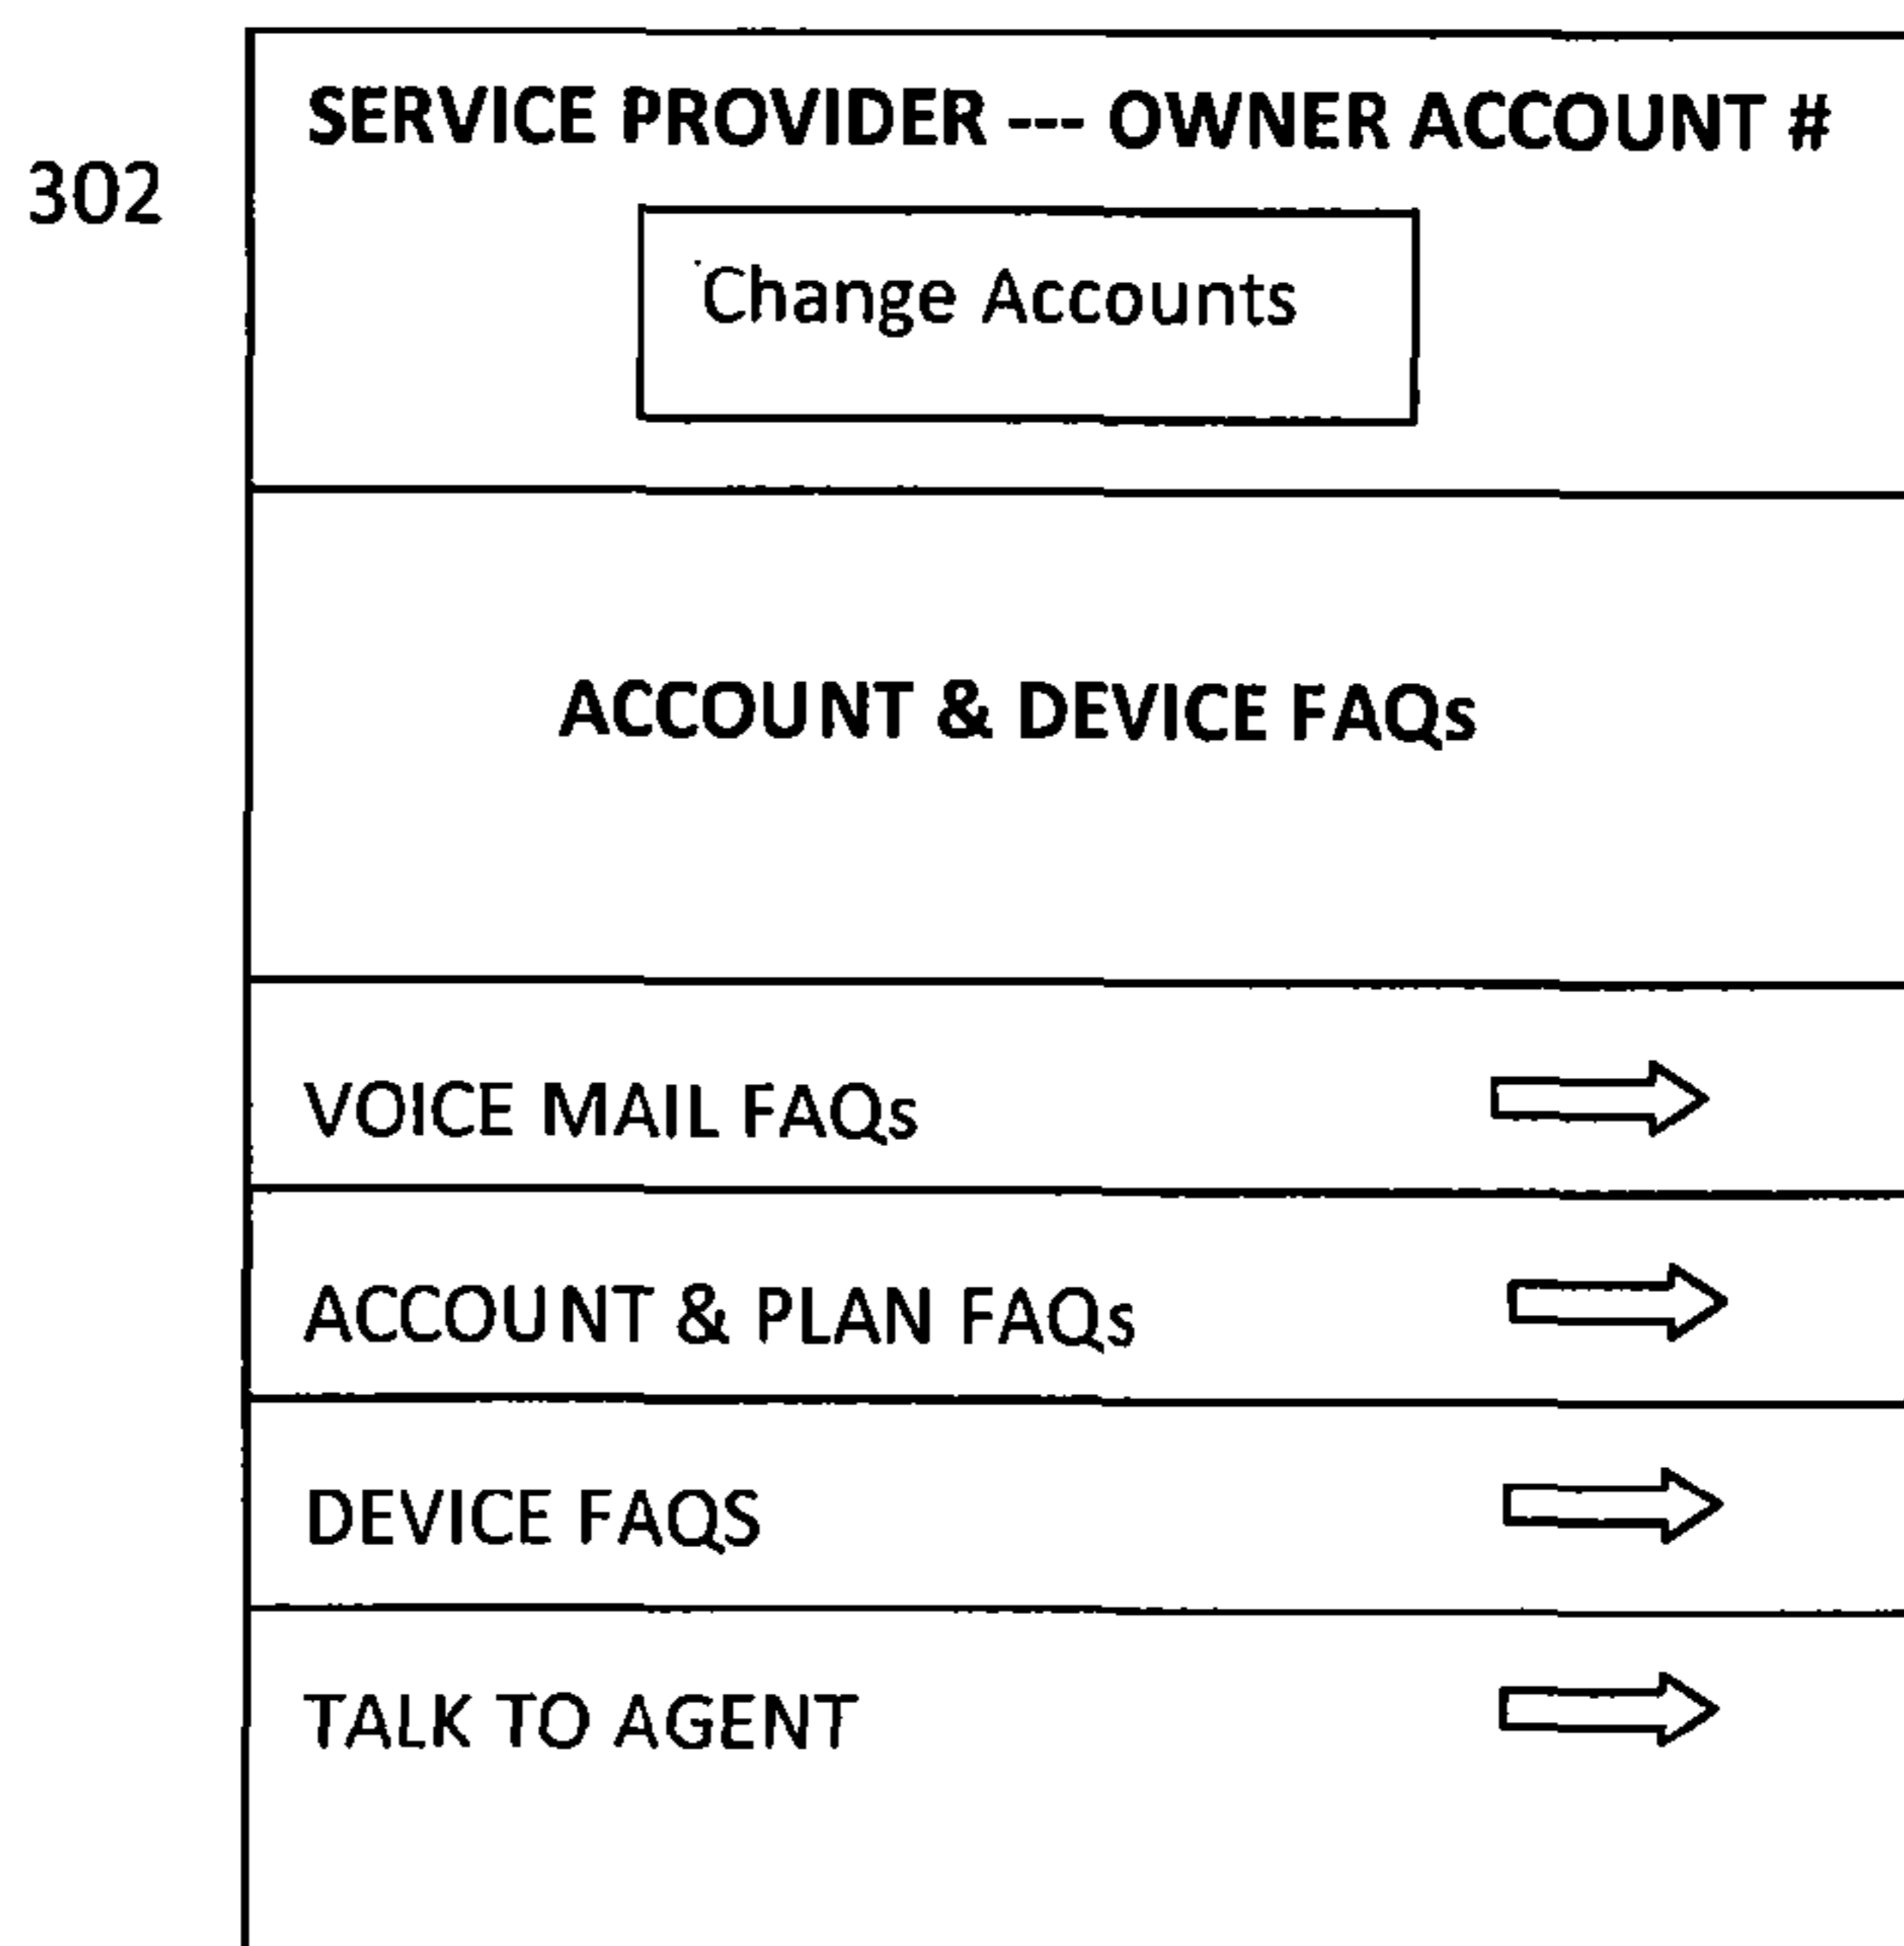 SERVICE PROVIDER --- OWNER ACCOUNT #
302
Change Accounts
ACCOUNT & DEVICE FAQs
VOICE MAIL FAQs
ACCOUNT & PLAN FAQs
DEVICE FAQS
TALK TO AGENT